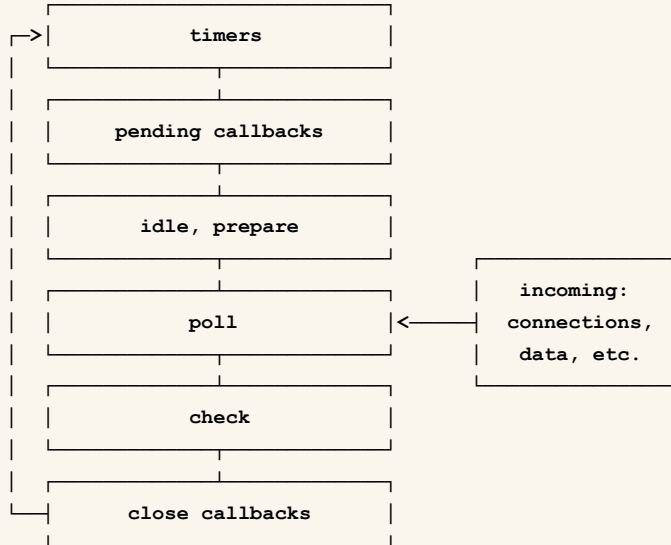 timers
pending callbacks
idle, prepare
poll
incoming:
connections,
data, etc.
check
close callbacks